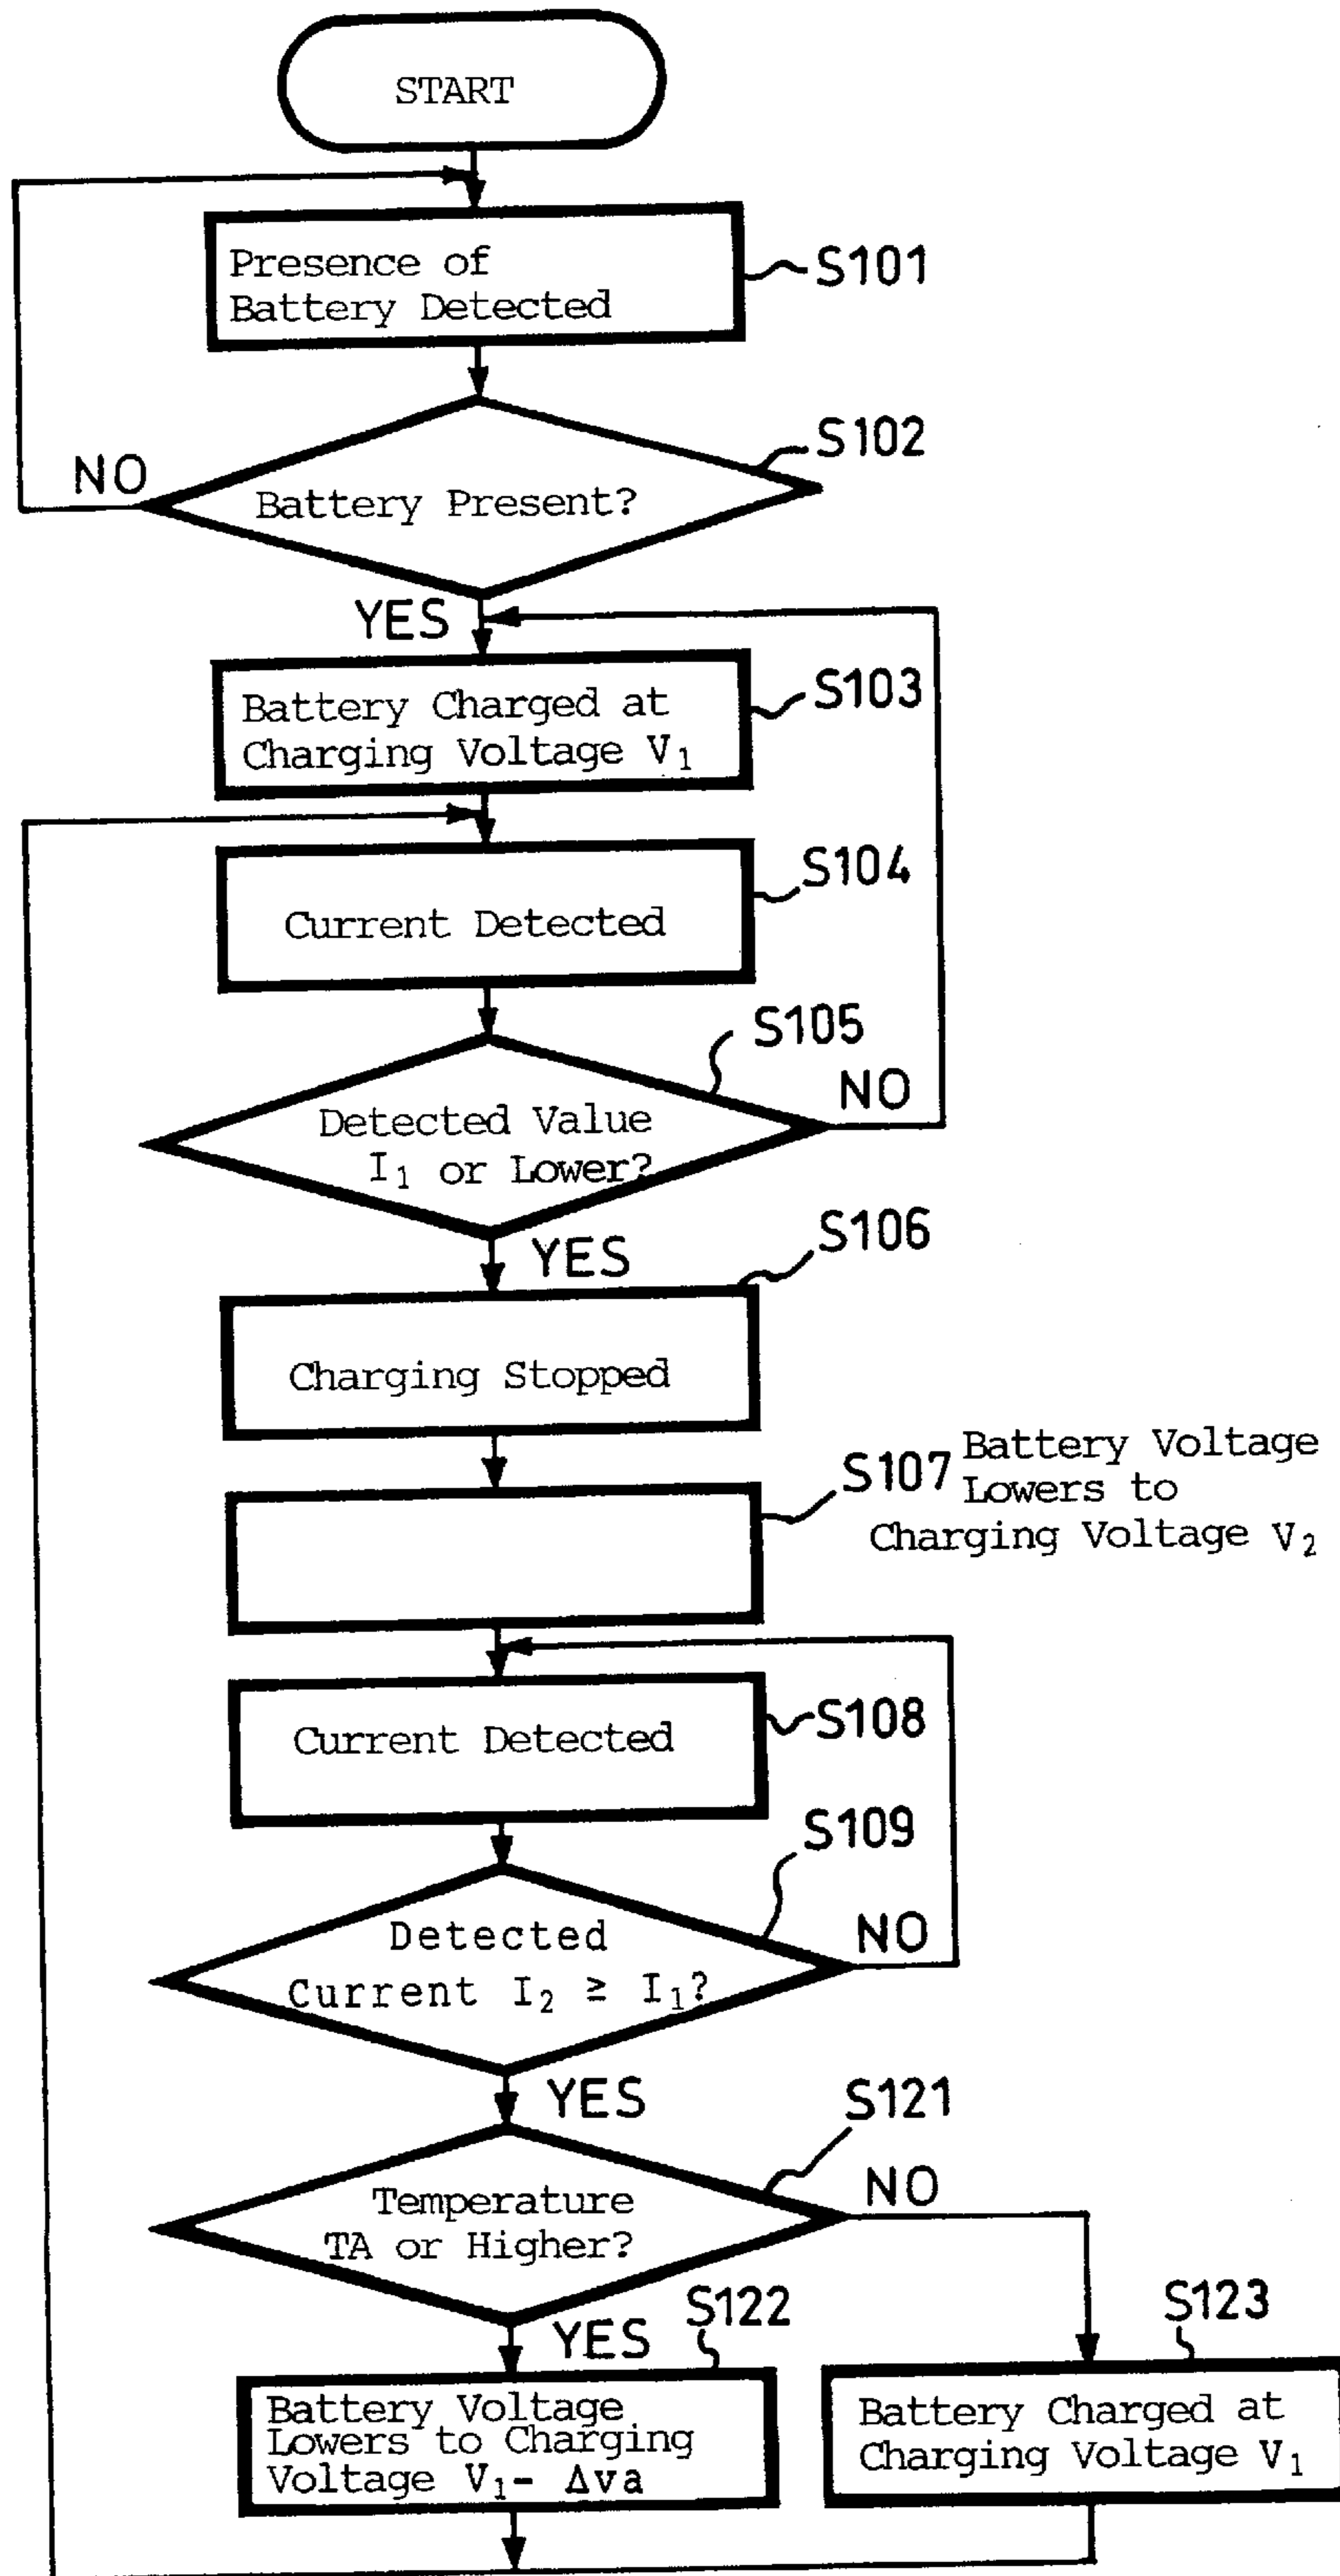 START
Presence of
Battery Detected
S101
S102
NO
Battery Present?
YES
Battery Charged at
Charging Voltage V₁
S103
S104
Current Detected
S105
NO
Detected Value
I₁ or Lower?
S106
YES
Charging Stopped
S107
Battery Voltage
Lowers to
Charging Voltage V₂
S108
Current Detected
S109
NO
Detected
Current I₂ ≥ I₁?
YES
S121
NO
Temperature
TA or Higher?
YES
S122
S123
Battery Voltage
Lowers to Charging
Voltage V₁- Δva
Battery Charged at
Charging Voltage V₁